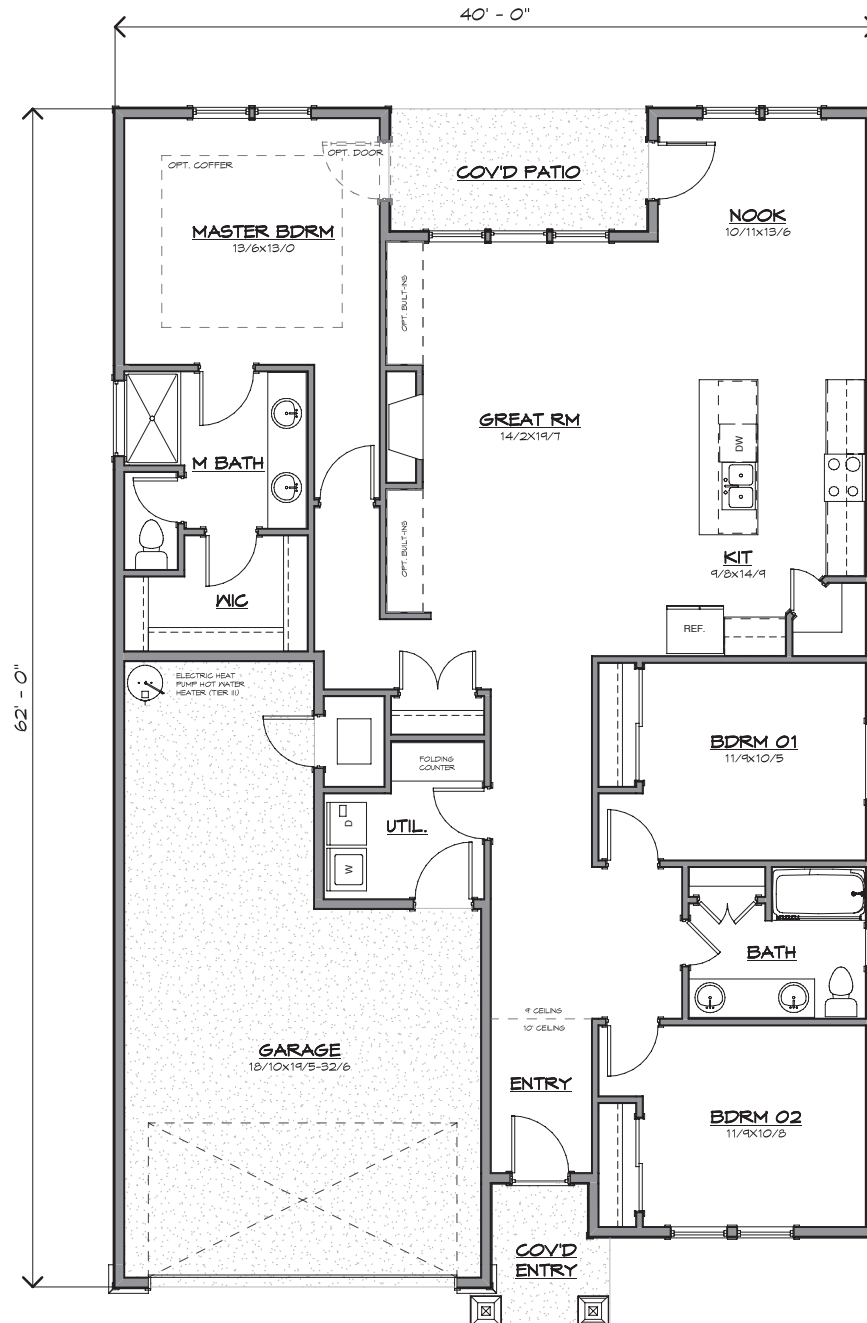 40' - 0"
OPT. DOOR
OPT. COFFER
COV'D PATIO
MASTER BDRM
13/6x13/0
NOOK
10/11x13/6
OPT. BUILT-INS
GREAT RM
14/2X19/7
DW
M BATH
KIT
9/8x14/9
OPT. BUILT-INS
WIC
REF.
62' - 0"
ELECTRIC HEAT
PUMP HOT WATER
HEATER (TIER III)
BDRM 01
11/9X10/5
FOLDING
COUNTER
D
UTIL.
W
BATH
9' CEILING
10' CEILING
GARAGE
18/10x19/5-32/6
ENTRY
BDRM 02
11/9X10/8
COV'D
ENTRY